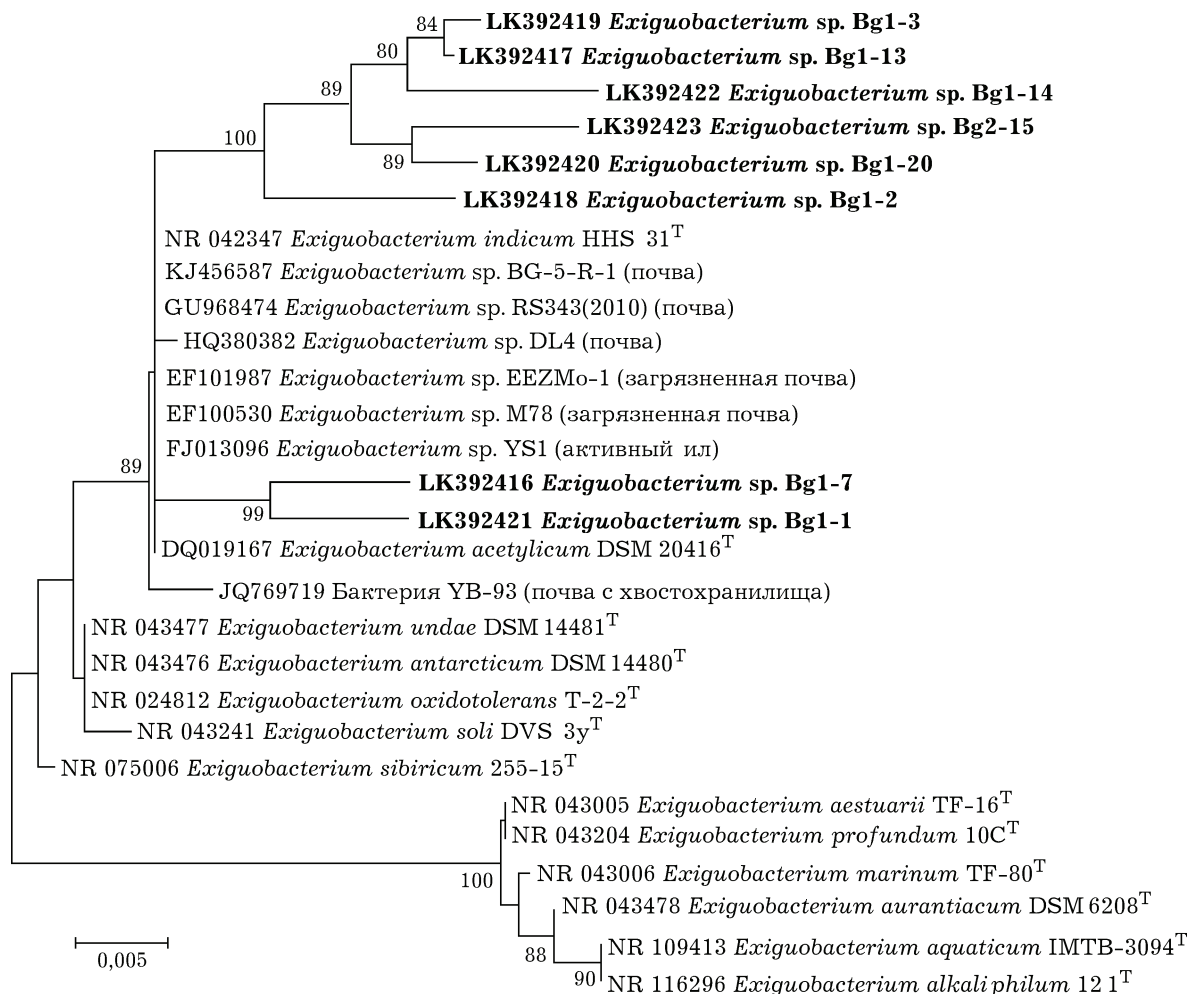 84
LK392419 Exiguobacterium sp. Bg1-3
80
LK392417 Exiguobacterium sp. Bg1-13
89
LK392422 Exiguobacterium sp. Bg1-14
100
LK392423 Exiguobacterium sp. Bg2-15
89
LK392420 Exiguobacterium sp. Bg1-20
LK392418 Exiguobacterium sp. Bg1-2
NR 042347 Exiguobacterium indicum HHS 31T
KJ456587 Exiguobacterium sp. BG-5-R-1 (почва)
GU968474 Exiguobacterium sp. RS343(2010) (почва)
HQ380382 Exiguobacterium sp. DL4 (почва)
EF101987 Exiguobacterium sp. EEZMo-1 (загрязненная почва)
EF100530 Exiguobacterium sp. M78 (загрязненная почва)
FJ013096 Exiguobacterium sp. YS1 (активный ил)
89
LK392416 Exiguobacterium sp. Bg1-7
99
LK392421 Exiguobacterium sp. Bg1-1
DQ019167 Exiguobacterium acetylicum DSM 20416T
JQ769719 Бактерия YB-93 (почва с хвостохранилища)
NR 043477 Exiguobacterium undae DSM 14481T
NR 043476 Exiguobacterium antarcticum DSM 14480T
NR 024812 Exiguobacterium oxidotolerans T-2-2T
NR 043241 Exiguobacterium soli DVS 3yT
NR 075006 Exiguobacterium sibiricum 255-15T
NR 043005 Exiguobacterium aestuarii TF-16T
NR 043204 Exiguobacterium profundum 10CT
100
NR 043006 Exiguobacterium marinum TF-80T
NR 043478 Exiguobacterium aurantiacum DSM 6208T
88
NR 109413 Exiguobacterium aquaticum IMTB-3094T
90
NR 116296 Exiguobacterium alkaliphilum 12 1T
0,005